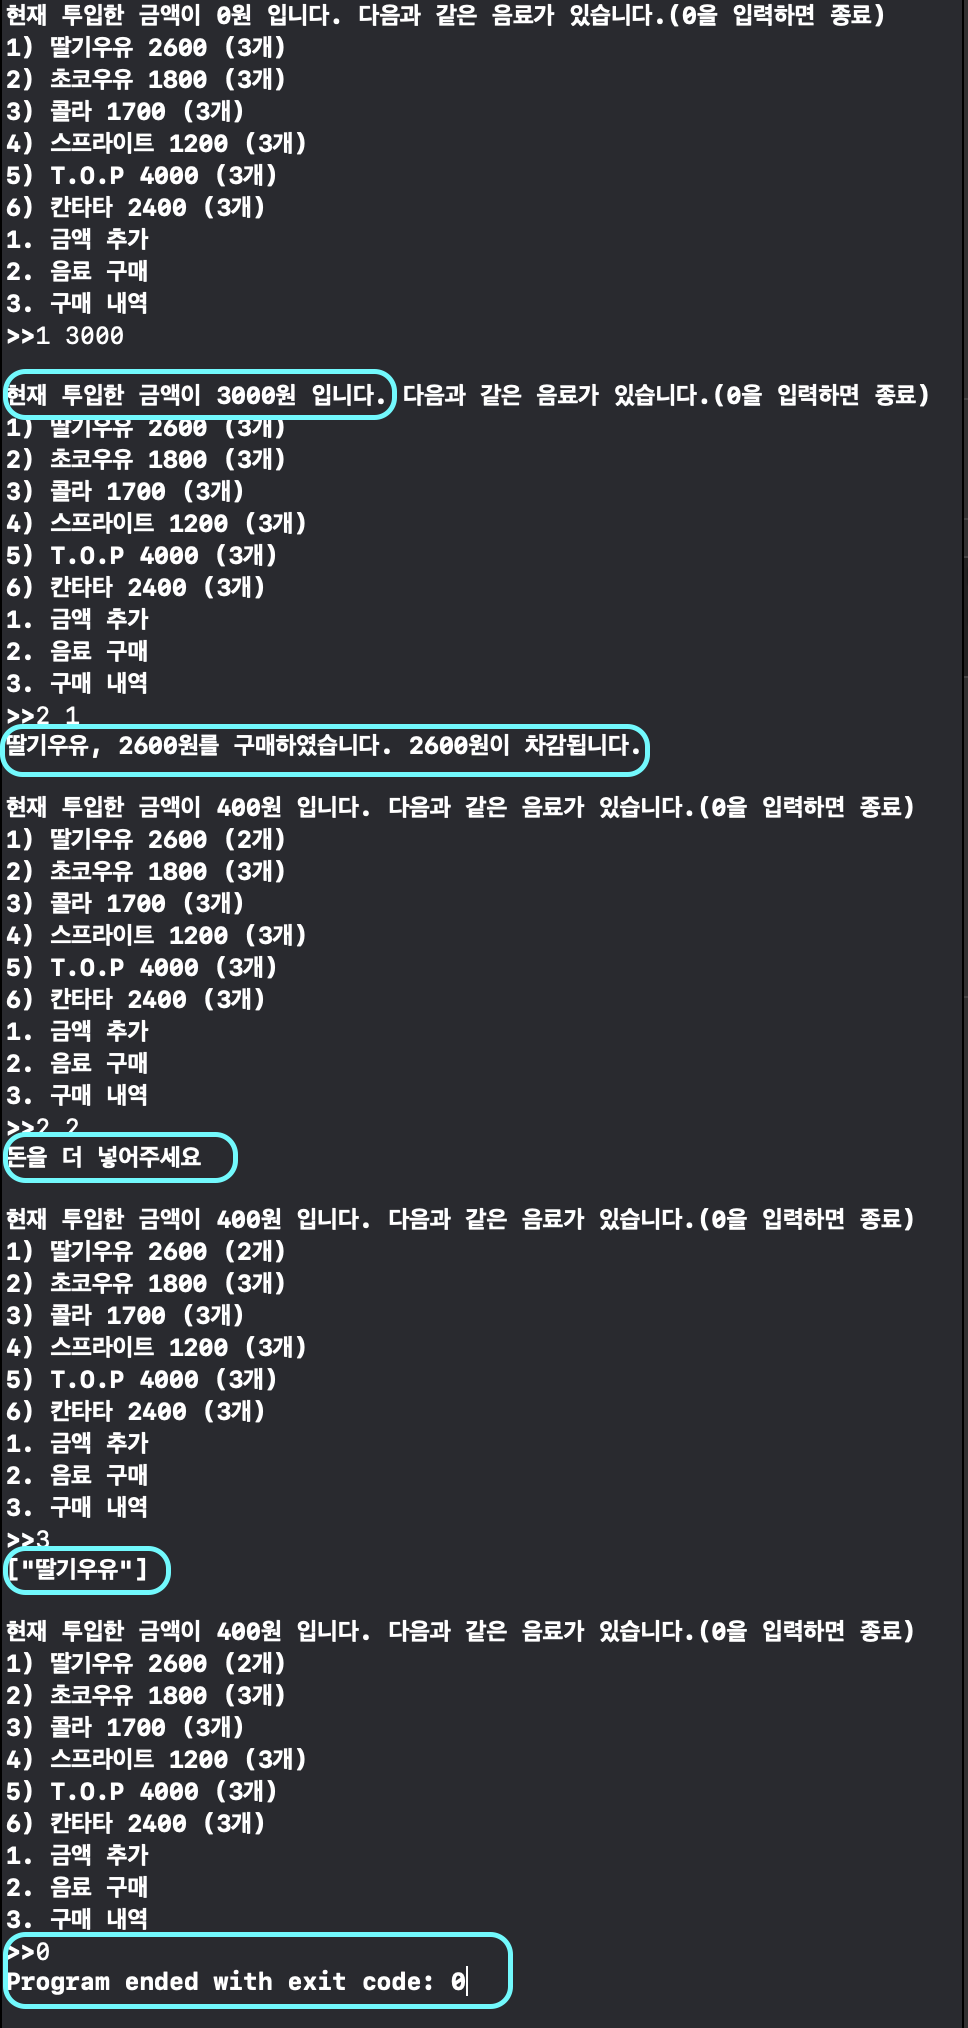 현재 투입한 금액이 0원 입니다. 다음과 같은 음료가 있습니다.(0을 입력하면 종료)
1) 딸기우유 2600 (3개)
2) 초코우유 1800 (3개)
3) 콜라 1700 (3개)
4) 스프라이트 1200 (3개)
5) T.O.P 4000 (3개)
6) 칸타타 2400 (3개)
1. 금액 추가
2. 음료 구매
3. 구매 내역
>>1 3000
현재 투입한 금액이 3000원 입니다. 다음과 같은 음료가 있습니다.(0을 입력하면 종료)
1) 딸기우유 2600 (3개)
2) 초코우유 1800 (3개)
3) 콜라 1700 (3개)
4) 스프라이트 1200 (3개)
5) T.O.P 4000 (3개)
6) 칸타타 2400 (3개)
1. 금액 추가
2. 음료 구매
3. 구매 내역
>>2 1
딸기우유, 2600원를 구매하였습니다. 2600원이 차감됩니다.
현재 투입한 금액이 400원 입니다. 다음과 같은 음료가 있습니다.(0을 입력하면 종료)
1) 딸기우유 2600 (2개)
2) 초코우유 1800 (3개)
3) 콜라 1700 (3개)
4) 스프라이트 1200 (3개)
5) T.O.P 4000 (3개)
6) 칸타타 2400 (3개)
1. 금액 추가
2. 음료 구매
3. 구매 내역
>>2 2
돈을 더 넣어주세요
현재 투입한 금액이 400원 입니다. 다음과 같은 음료가 있습니다.(0을 입력하면 종료)
1) 딸기우유 2600 (2개)
2) 초코우유 1800 (3개)
3) 콜라 1700 (3개)
4) 스프라이트 1200 (3개)
5) T.O.P 4000 (3개)
6) 칸타타 2400 (3개)
1. 금액 추가
2. 음료 구매
3. 구매 내역
>>3
["딸기우유"]
현재 투입한 금액이 400원 입니다. 다음과 같은 음료가 있습니다.(0을 입력하면 종료)
1) 딸기우유 2600 (2개)
2) 초코우유 1800 (3개)
3) 콜라 1700 (3개)
4) 스프라이트 1200 (3개)
5) T.O.P 4000 (3개)
6) 칸타타 2400 (3개)
1. 금액 추가
2. 음료 구매
3. 구매 내역
>>0
Program ended with exit code: 0